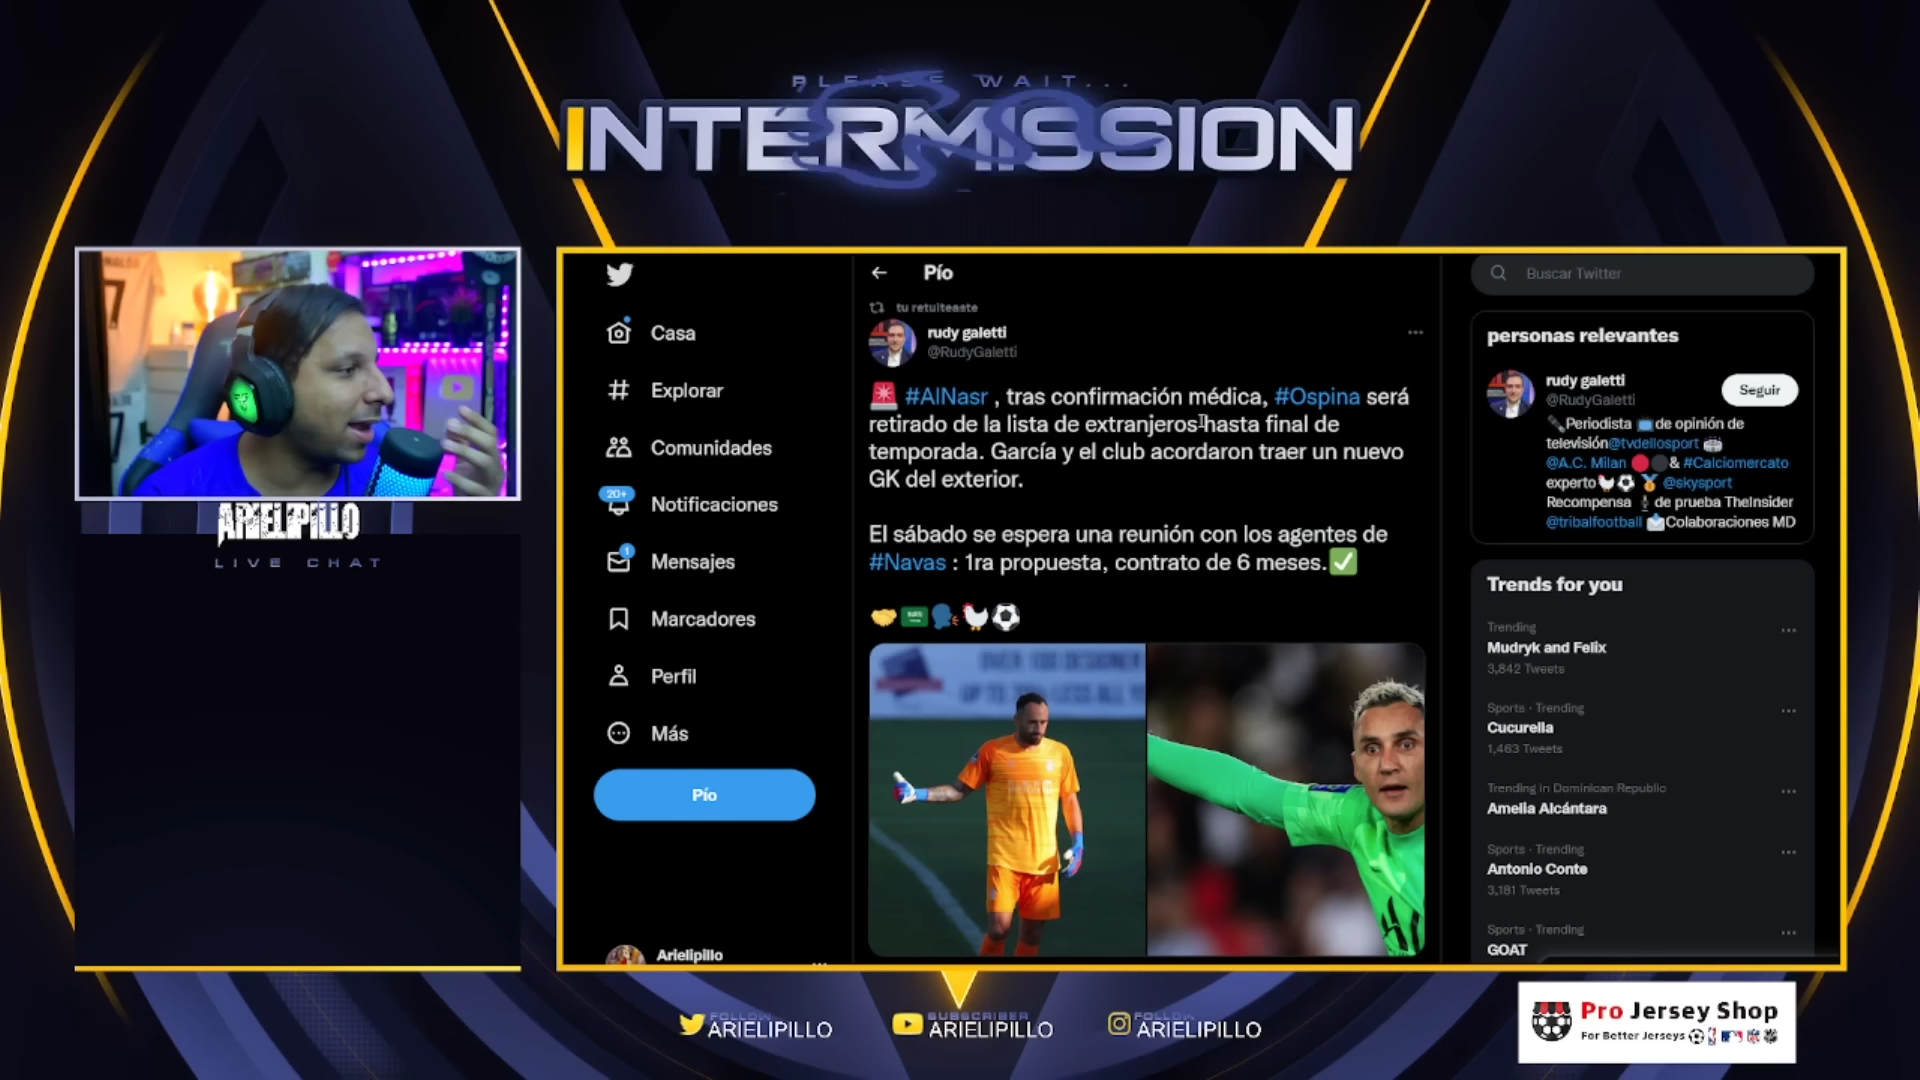 PLEASE WAIT...
INTERMISSION
ARIELIPILLO
LIVE CHAT
Casa
Explorar
Comunidades
20+
Notificaciones
1
Mensajes
Marcadores
Perfil
Más
Pío
Arielipillo
Pío
tu retuiteaste
rudy galetti
@RudyGaletti
#AlNasr , tras confirmación médica, #Ospina será
retirado de la lista de extranjeros hasta final de
temporada. García y el club acordaron traer un nuevo
GK del exterior.
El sábado se espera una reunión con los agentes de
#Navas : 1ra propuesta, contrato de 6 meses.
Buscar Twitter
personas relevantes
rudy galetti
@RudyGaletti
Seguir
Periodista de opinión de
televisión@tvdellosport
@A.C. Milan & #Calciomercato
experto @skysport
Recompensa de prueba TheInsider
@tribalfootball Colaboraciones MD
Trends for you
Trending
Mudryk and Felix
3,842 Tweets
Sports · Trending
Cucurella
1,463 Tweets
Trending in Dominican Republic
Amelia Alcántara
Sports · Trending
Antonio Conte
3,181 Tweets
Sports · Trending
GOAT
FOLLOW
ARIELIPILLO
SUBSCRIBER
ARIELIPILLO
FOLLOW
ARIELIPILLO
Pro Jersey Shop
For Better Jerseys